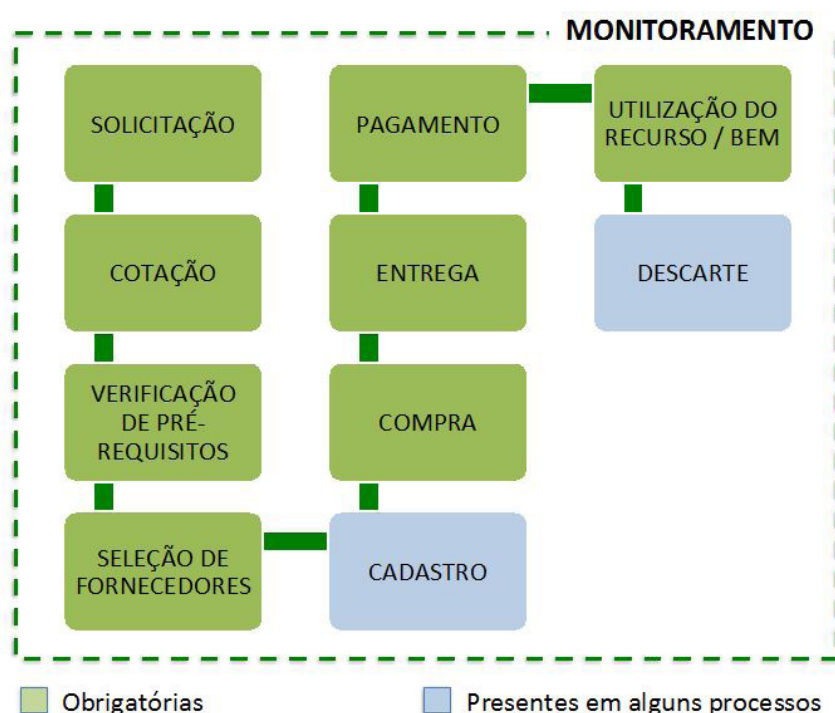 MONITORAMENTO
SOLICITAÇÃO
COTAÇÃO
VERIFICAÇÃO
DE PRÉ-
REQUISITOS
SELEÇÃO DE
FORNECEDORES
CADASTRO
COMPRA
ENTREGA
PAGAMENTO
UTILIZAÇÃO DO
RECURSO / BEM
DESCARTE
Obrigatórias
Presentes em alguns processos